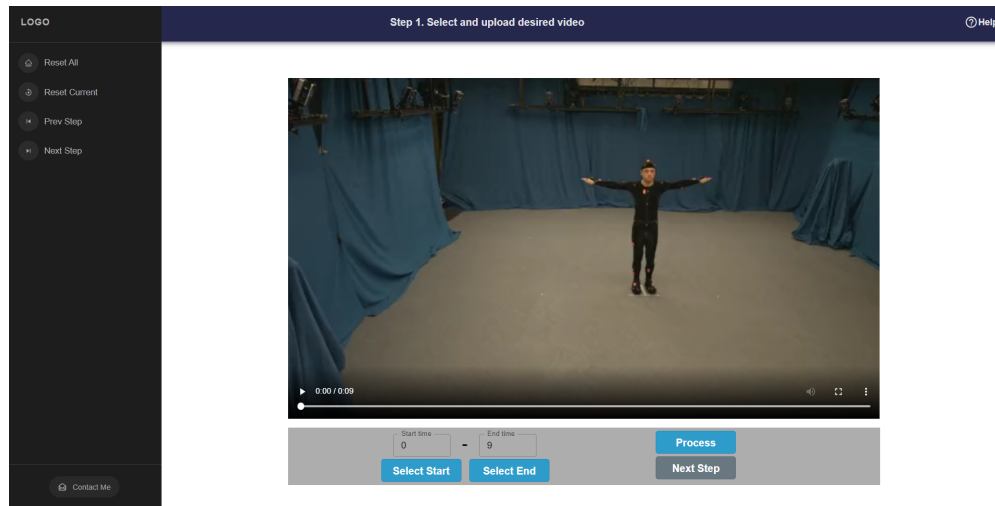 LOGO
Step 1. Select and upload desired video
Help
Reset All
Reset Current
Prev Step
Next Step
0:00 / 0:09
Start time
0
-
End time
9
Process
Select Start
Select End
Next Step
Contact Me